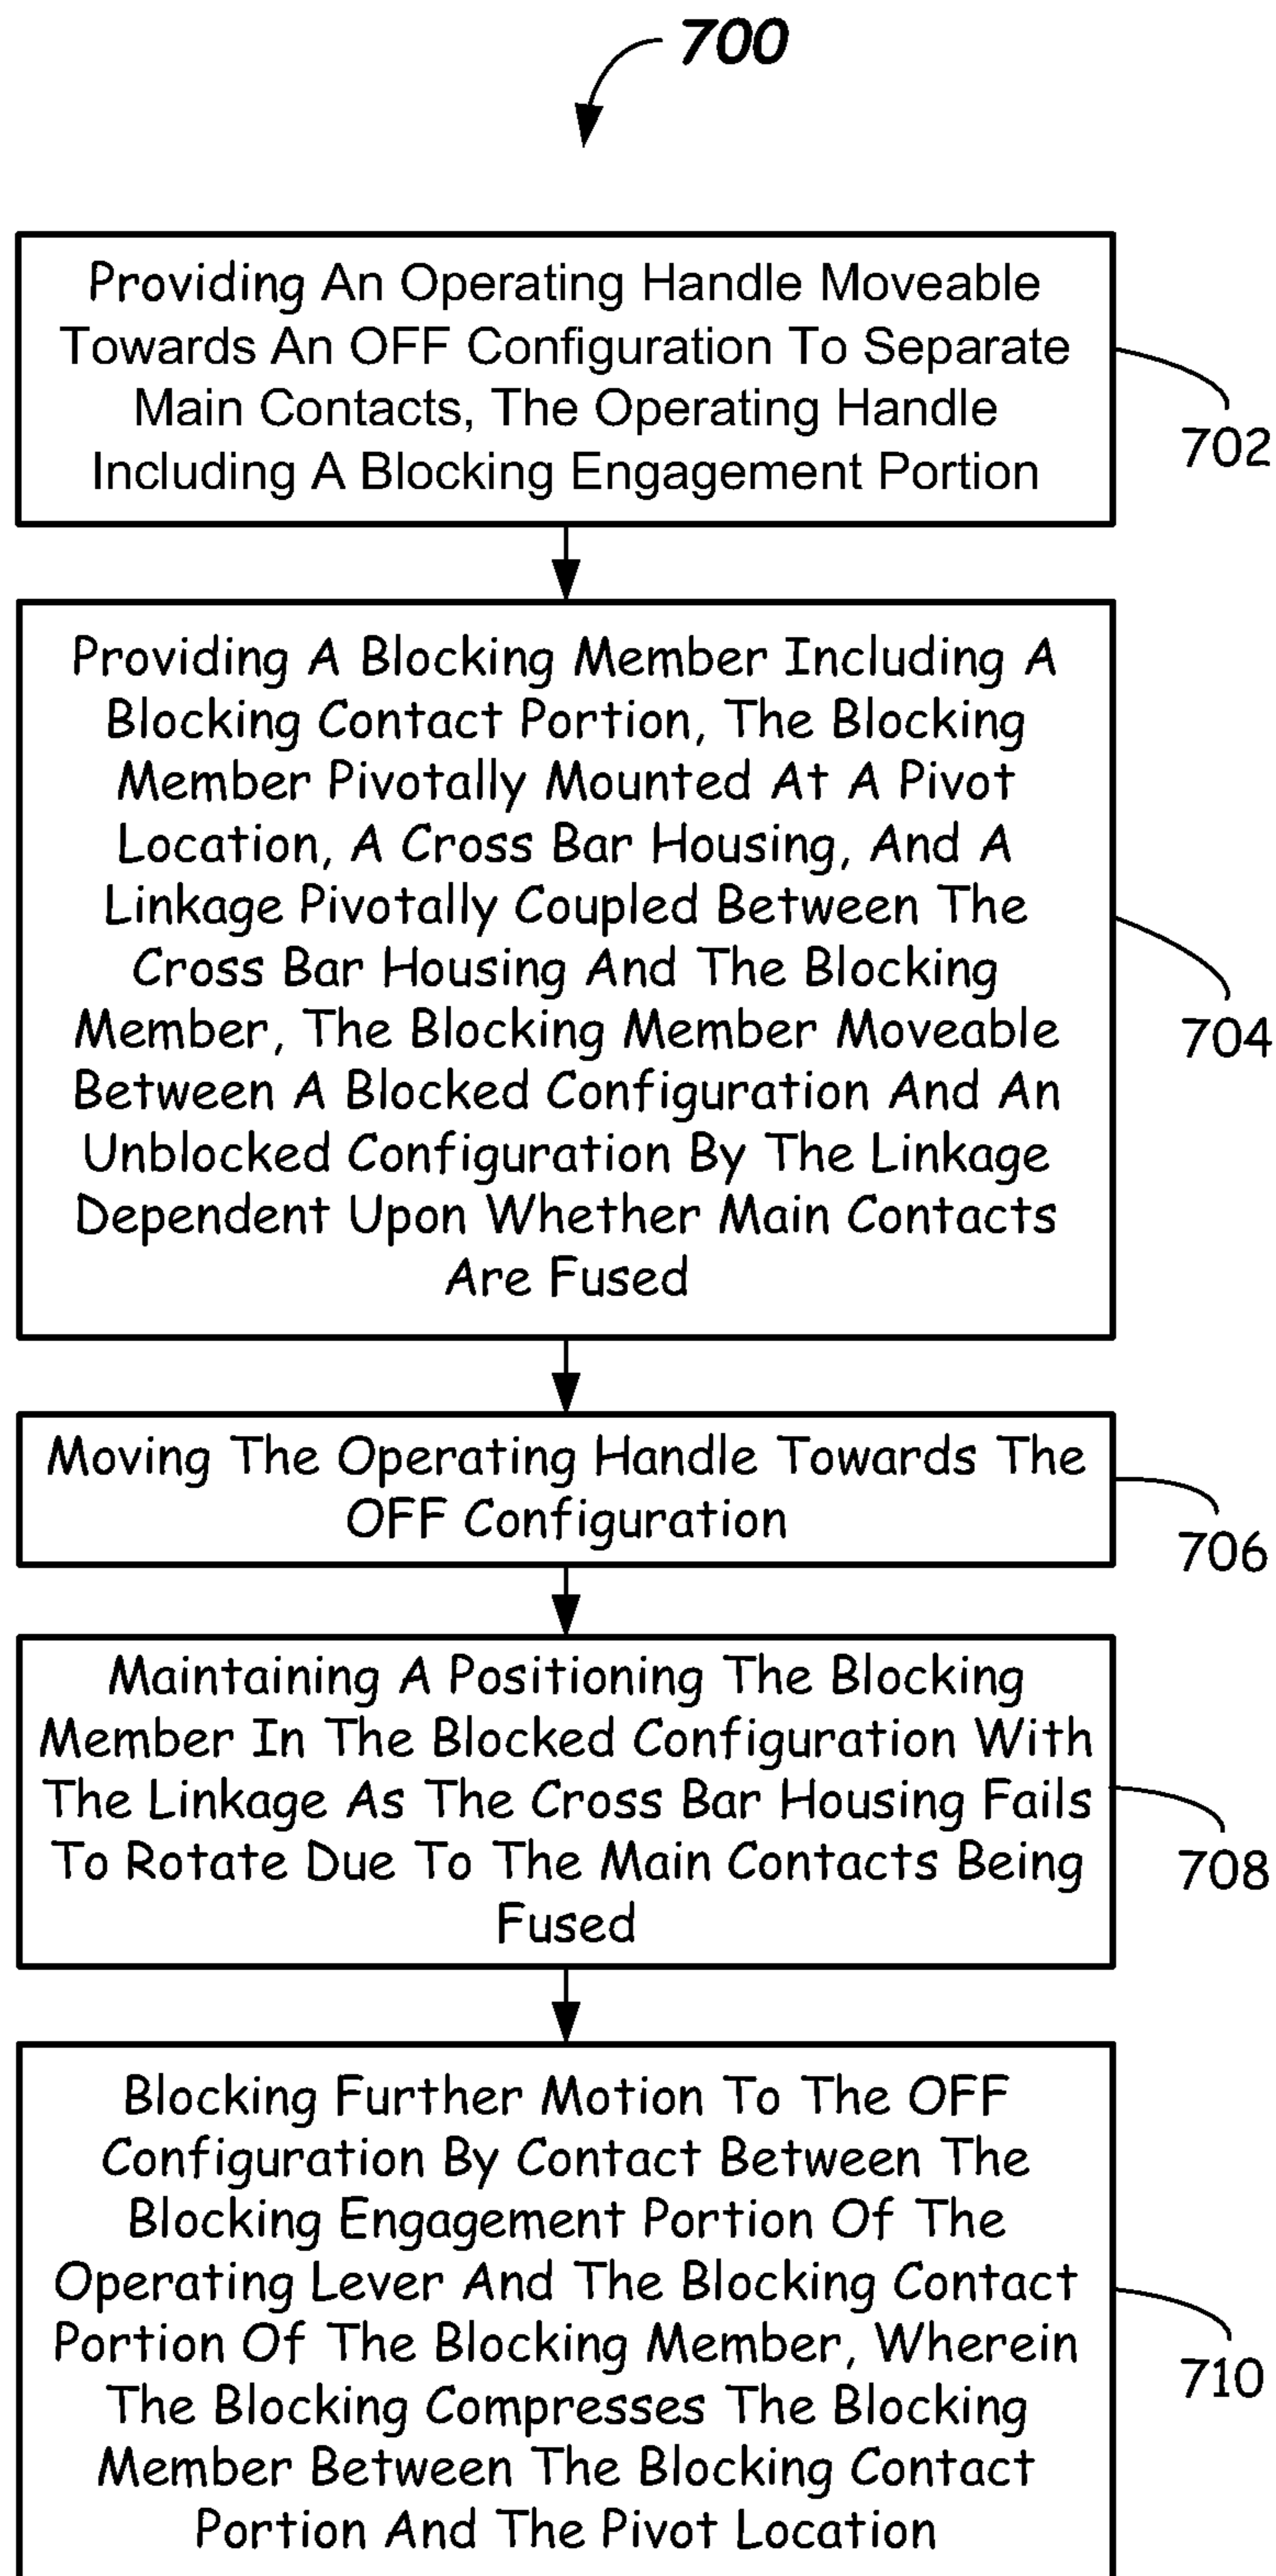 700
Providing An Operating Handle Moveable
Towards An OFF Configuration To Separate
Main Contacts, The Operating Handle
Including A Blocking Engagement Portion
702
Providing A Blocking Member Including A
Blocking Contact Portion, The Blocking
Member Pivotally Mounted At A Pivot
Location, A Cross Bar Housing, And A
Linkage Pivotally Coupled Between The
Cross Bar Housing And The Blocking
Member, The Blocking Member Moveable
Between A Blocked Configuration And An
Unblocked Configuration By The Linkage
Dependent Upon Whether Main Contacts
Are Fused
704
Moving The Operating Handle Towards The
OFF Configuration
706
Maintaining A Positioning The Blocking
Member In The Blocked Configuration With
The Linkage As The Cross Bar Housing Fails
To Rotate Due To The Main Contacts Being
Fused
708
Blocking Further Motion To The OFF
Configuration By Contact Between The
Blocking Engagement Portion Of The
Operating Lever And The Blocking Contact
Portion Of The Blocking Member, Wherein
The Blocking Compresses The Blocking
Member Between The Blocking Contact
Portion And The Pivot Location
710